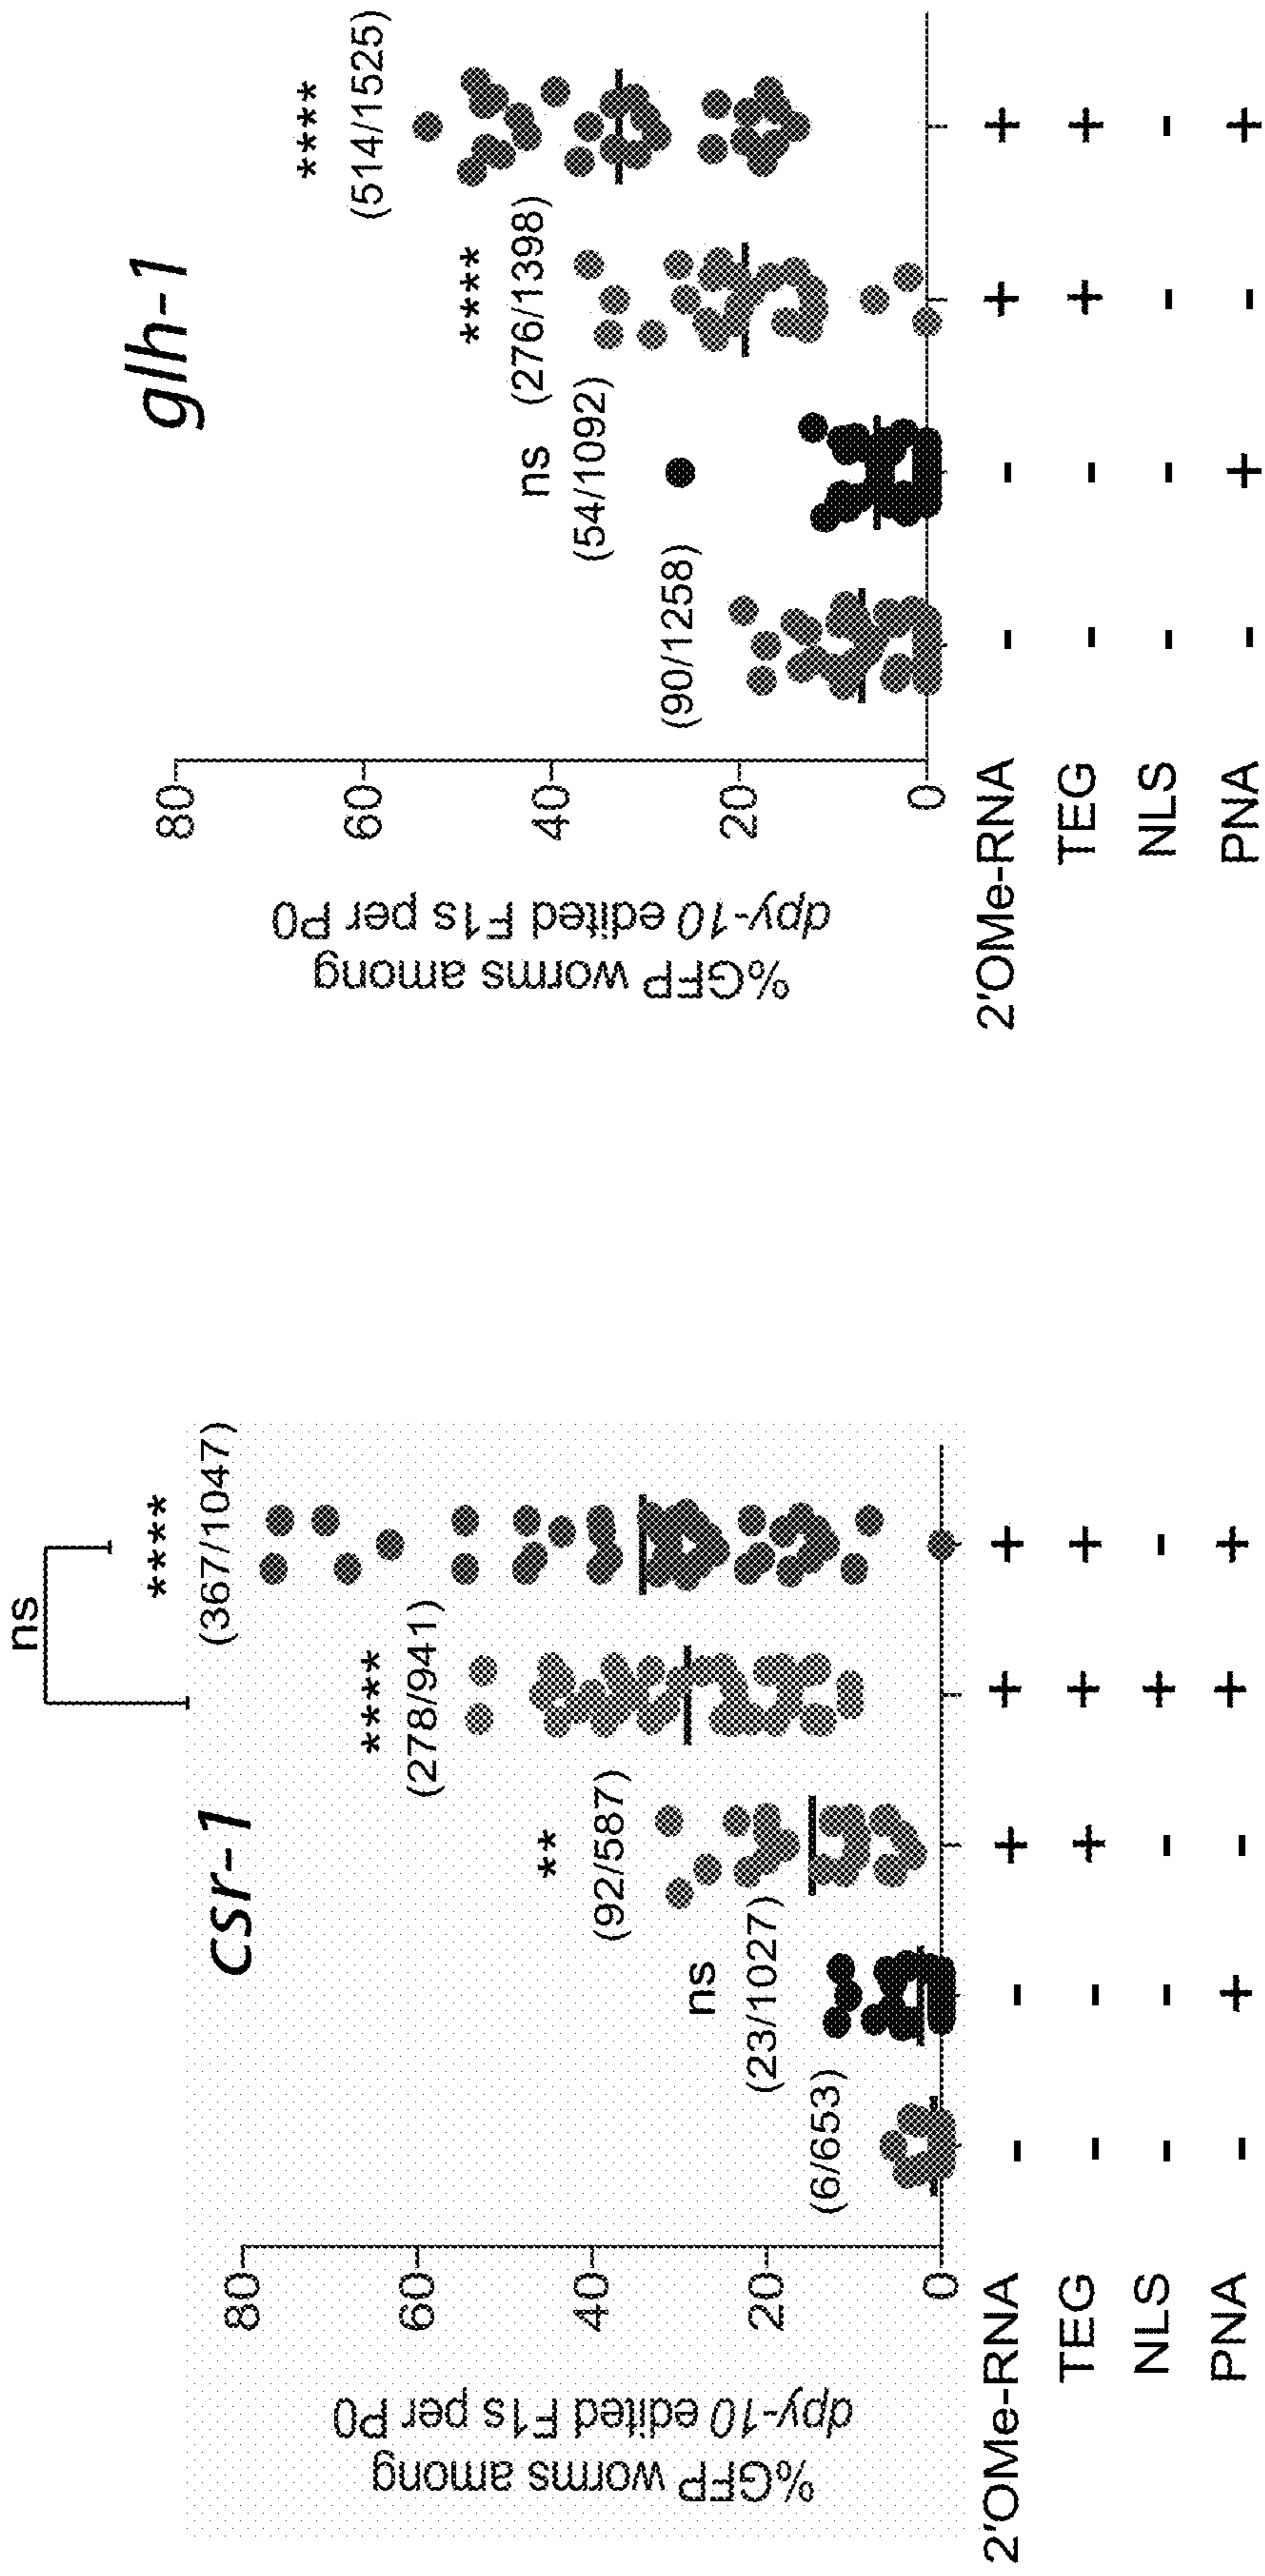 csr-1
ns
****
(367/1047)
****
(278/941)
**
(92/587)
ns
(23/1027)
(6/653)
80
60
40
20
0
%GFP worms among
dpy-10 edited F1s per P0
2'OMe-RNA - - + + +
TEG - - + + +
NLS - - - + -
PNA - + - + +
glh-1
****
(514/1525)
****
(276/1398)
ns
(54/1092)
(90/1258)
80
60
40
20
0
%GFP worms among
dpy-10 edited F1s per P0
2'OMe-RNA - - + +
TEG - - + +
NLS - - - -
PNA - + - +